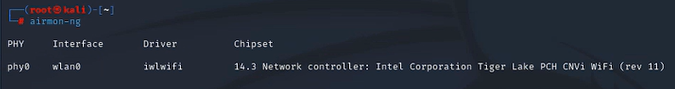 ┌──(root㉿kali)-[~]
└─# airmon-ng
PHY Interface Driver Chipset
phy0 wlan0 iwlwifi 14.3 Network controller: Intel Corporation Tiger Lake PCH CNVi WiFi (rev 11)